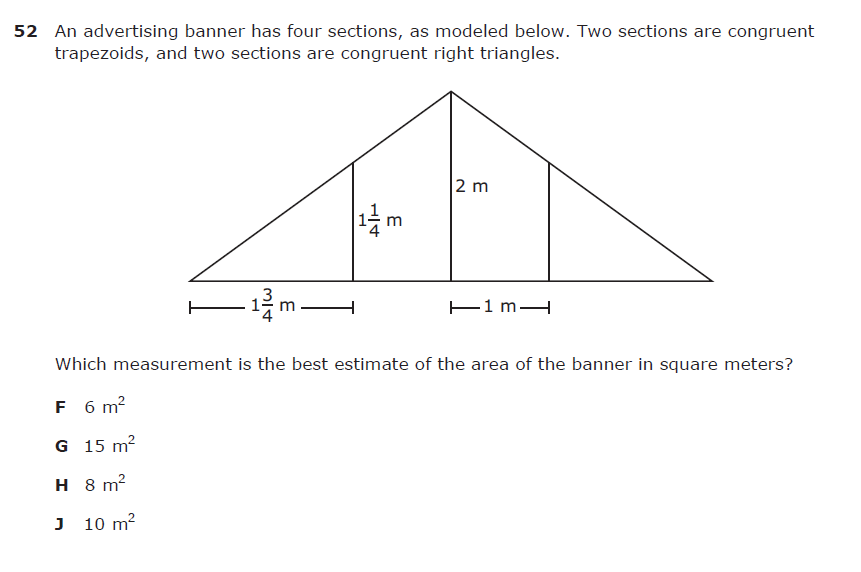 52 An advertising banner has four sections, as modeled below. Two sections are congruent
trapezoids, and two sections are congruent right triangles.
2 m
1 1/4 m
1 3/4 m
1 m
Which measurement is the best estimate of the area of the banner in square meters?
F 6 m²
G 15 m²
H 8 m²
J 10 m²